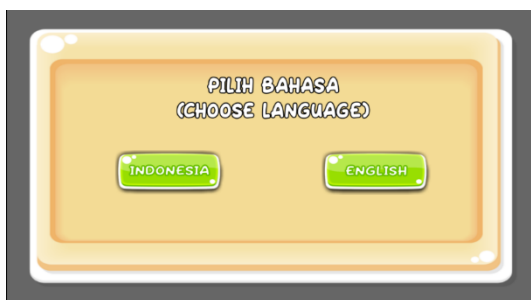 PILIH BAHASA
(CHOOSE LANGUAGE)
INDONESIA
ENGLISH